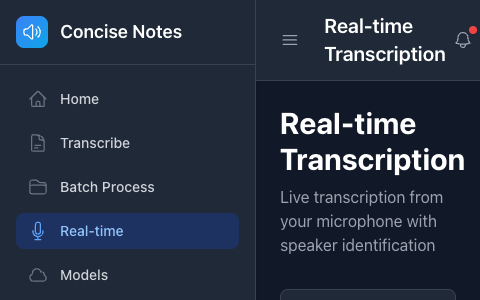 Concise Notes
Home
Transcribe
Batch Process
Real-time
Models
Real-time
Transcription
Real-time
Transcription
Live transcription from
your microphone with
speaker identification